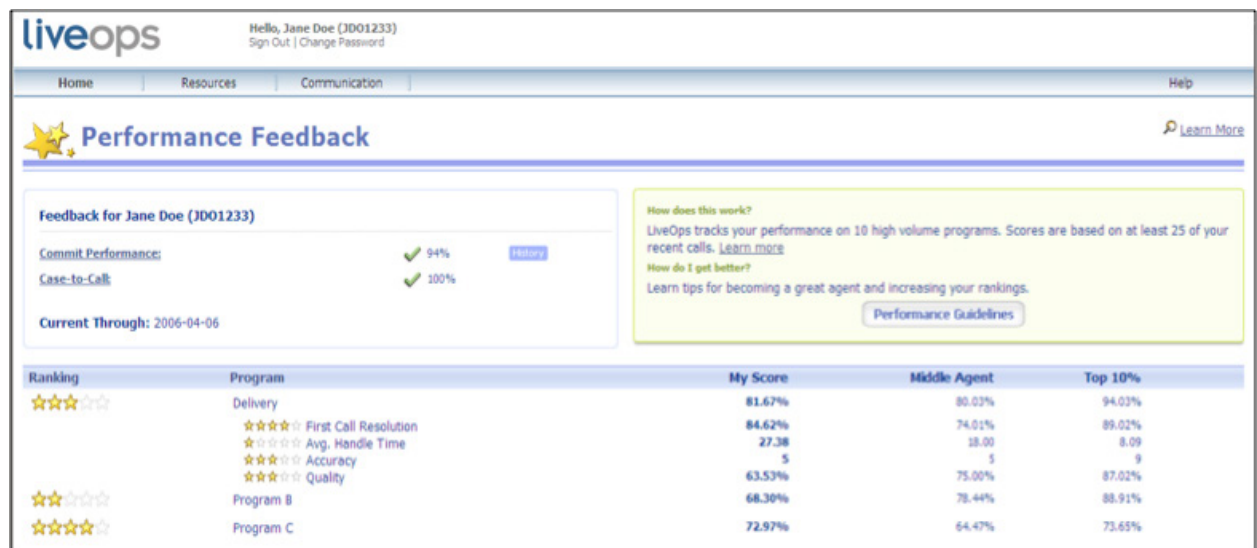 liveops
Hello, Jane Doe (JDO1233)
Sign Out | Change Password
Home Resources Communication Help
Performance Feedback
Learn More
Feedback for Jane Doe (JDO1233)
Commit Performance: 94% History
Case-to-Call: 100%
Current Through: 2006-04-06
How does this work?
LiveOps tracks your performance on 10 high volume programs. Scores are based on at least 25 of your
recent calls. Learn more
How do I get better?
Learn tips for becoming a great agent and increasing your rankings.
Performance Guidelines
Ranking Program My Score Middle Agent Top 10%
Delivery 81.67% 80.03% 94.03%
First Call Resolution 84.62% 74.01% 89.02%
Avg. Handle Time 27.38 18.00 8.09
Accuracy 5 5 9
Quality 63.53% 75.00% 87.02%
Program B 68.30% 78.44% 88.91%
Program C 72.97% 64.47% 73.65%